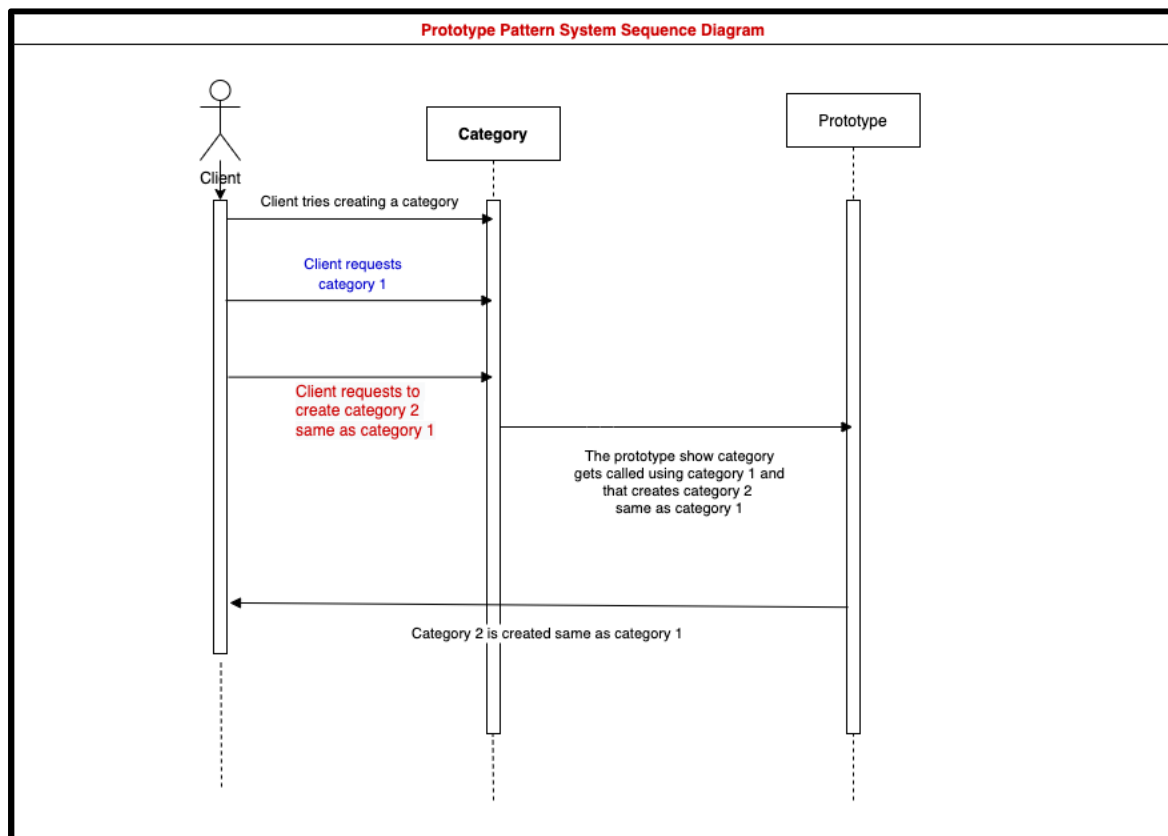 Prototype Pattern System Sequence Diagram
Client
Category
Prototype
Client tries creating a category
Client requests
category 1
Client requests to
create category 2
same as category 1
The prototype show category
gets called using category 1 and
that creates category 2
same as category 1
Category 2 is created same as category 1